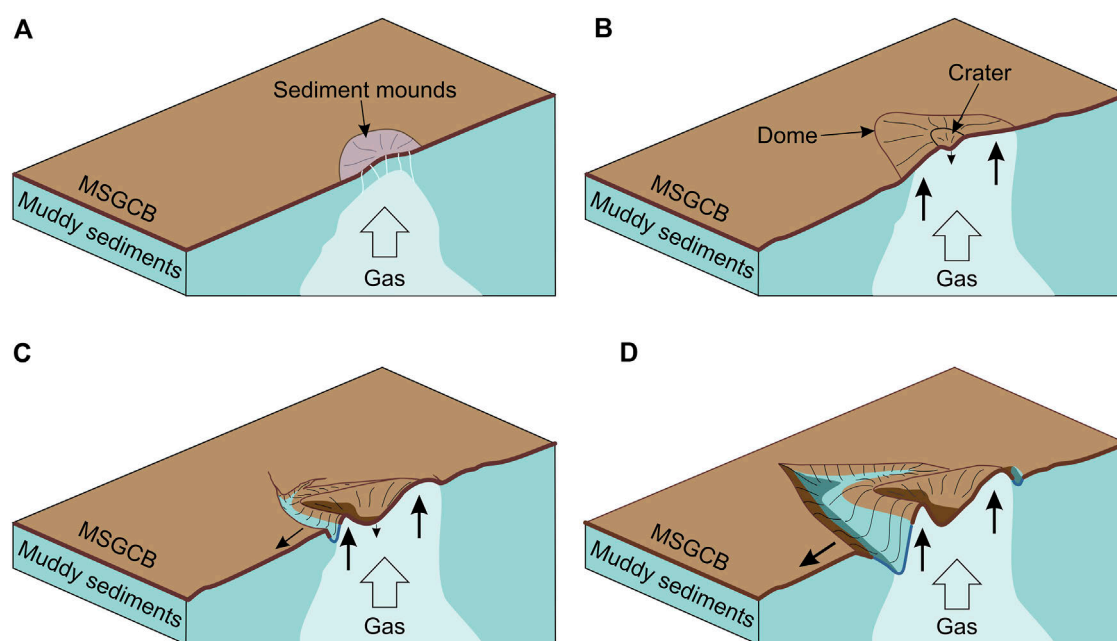 A
Sediment mounds
MSGCB
Muddy sediments
Gas
B
Crater
Dome
MSGCB
Muddy sediments
Gas
C
MSGCB
Muddy sediments
Gas
D
MSGCB
Muddy sediments
Gas